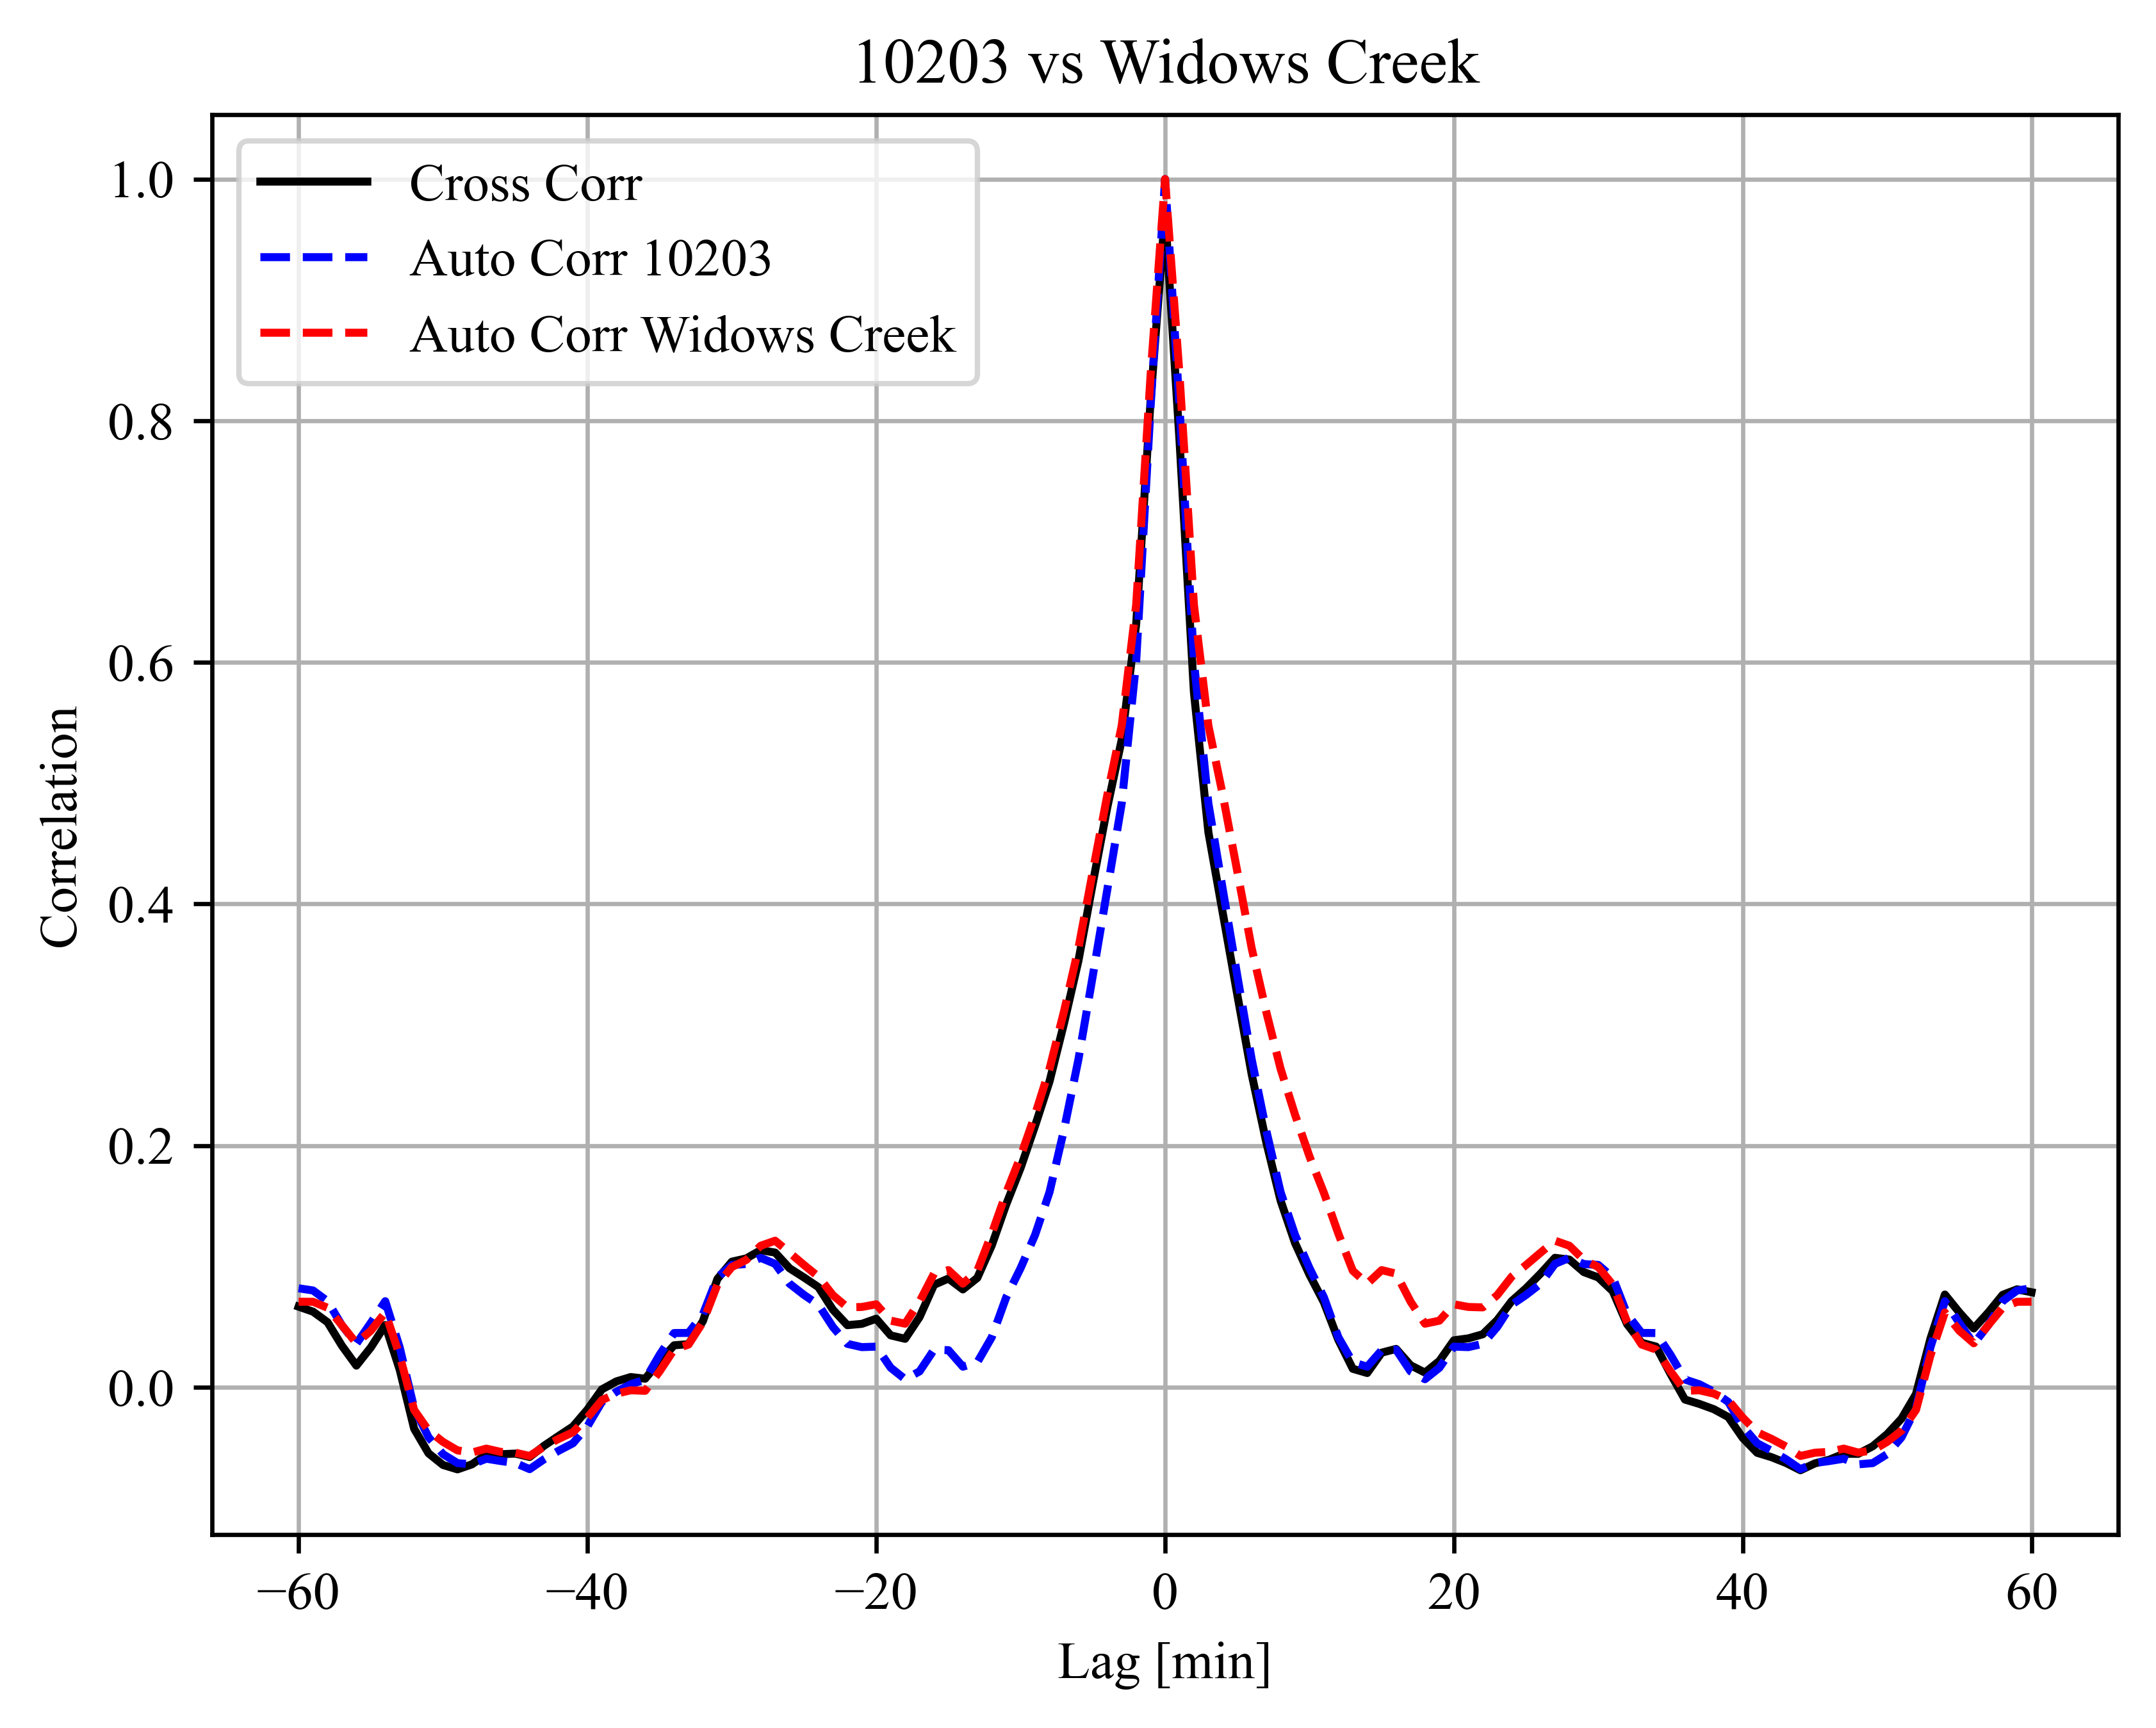 10203 vs Widows Creek
Cross Corr
Auto Corr 10203
Auto Corr Widows Creek
1.0
0.8
0.6
0.4
0.2
0.0
Correlation
−60 −40 −20 0 20 40 60
Lag [min]